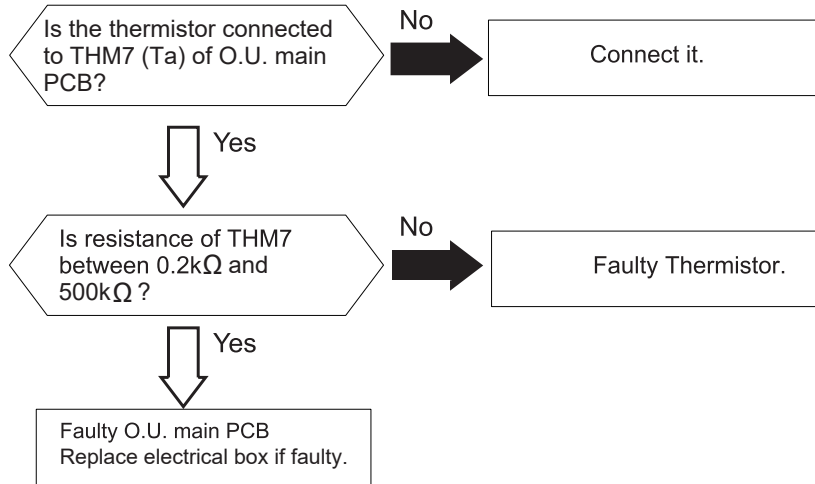 Is the thermistor connected
to THM7 (Ta) of O.U. main
PCB?
No
Connect it.
Yes
Is resistance of THM7
between 0.2kΩ and
500kΩ ?
No
Faulty Thermistor.
Yes
Faulty O.U. main PCB
Replace electrical box if faulty.